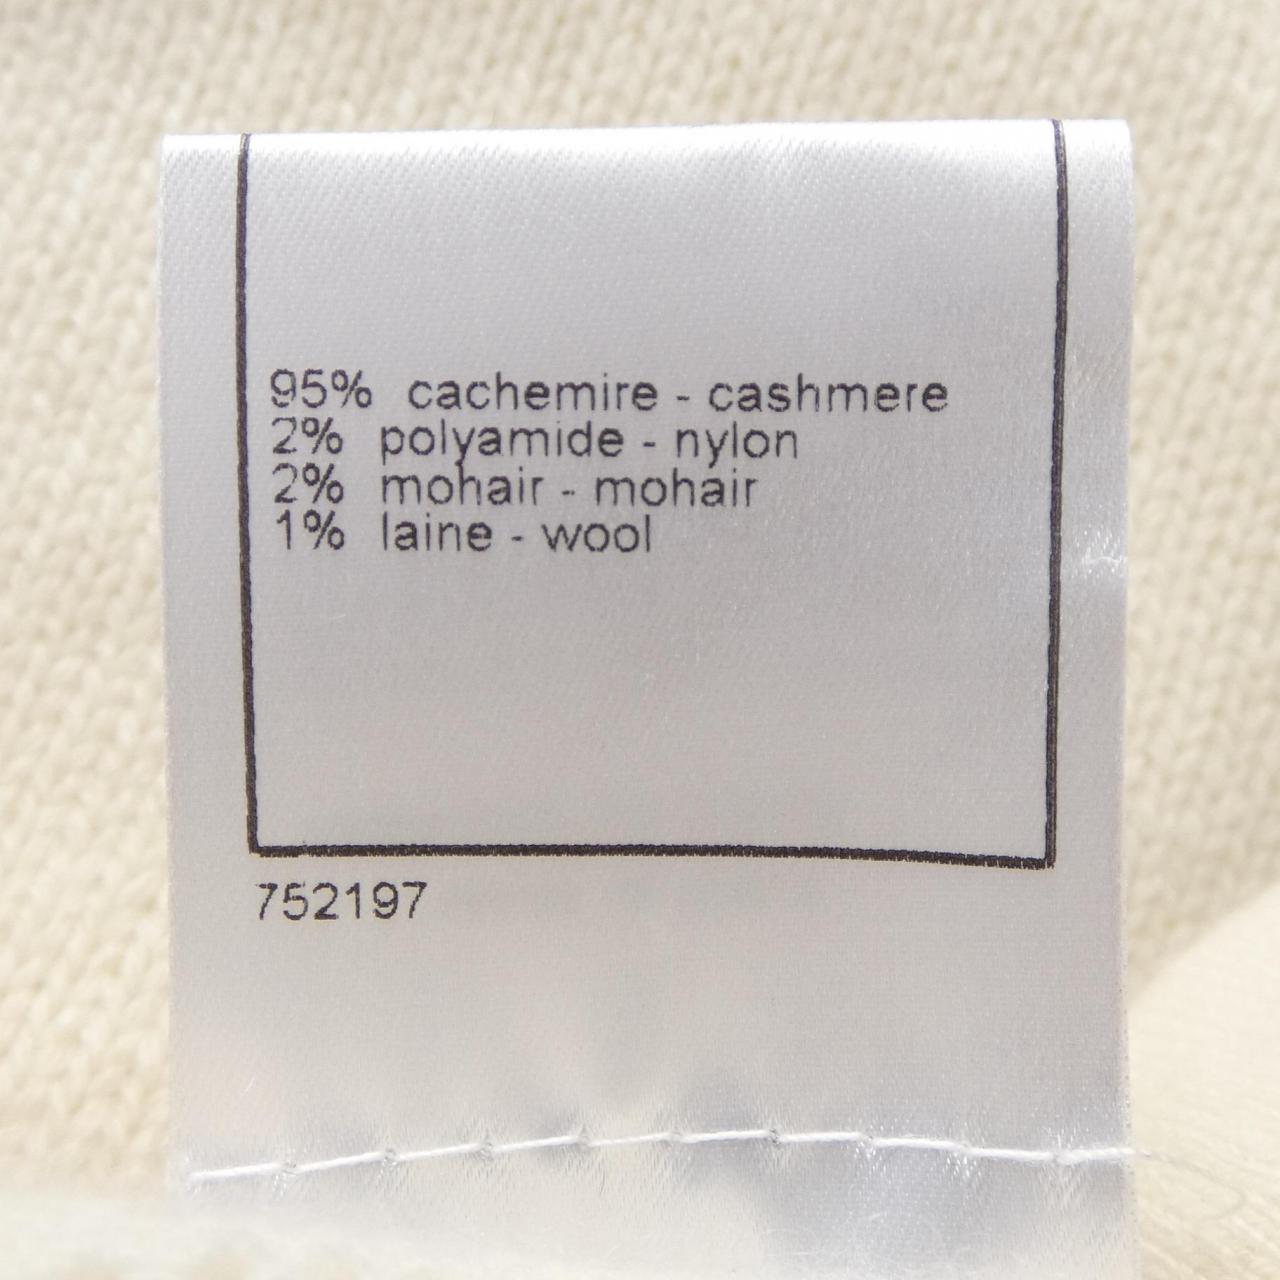 95% cachemire - cashmere
2% polyamide - nylon
2% mohair - mohair
1% laine - wool
752197